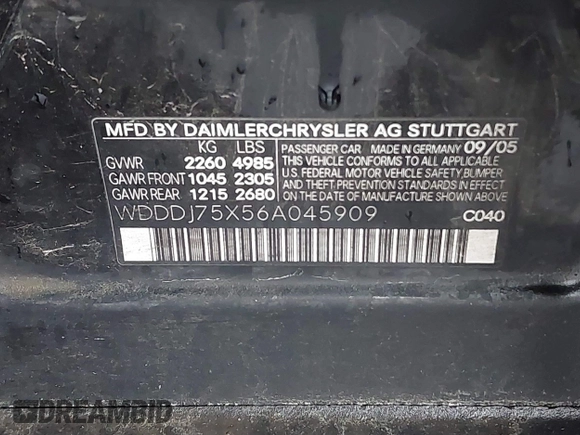 MFD BY DAIMLERCHRYSLER AG STUTTGART
KG LBS PASSENGER CAR MADE IN GERMANY 09/05
GVWR 2260 4985 THIS VEHICLE CONFORMS TO ALL APPLICABLE
GAWR FRONT 1045 2305 U.S. FEDERAL MOTOR VEHICLE SAFETY,BUMPER
GAWR REAR 1215 2680 AND THEFT PREVENTION STANDARDS IN EFFECT
ON THE DATE OF MANUFACTURE SHOWN ABOVE
WDDDJ75X56A045909 C040
DREAMBID